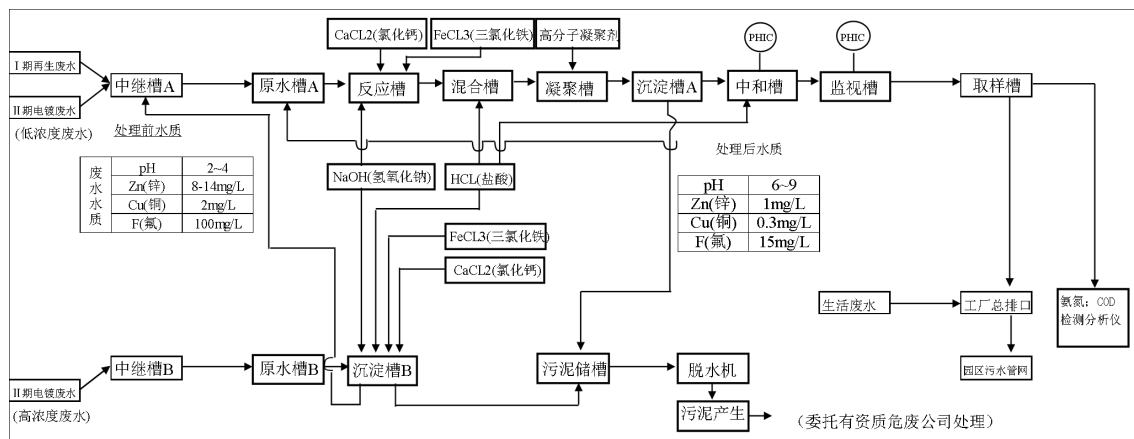 CaCL2(氯化钙)
FeCL3(三氯化铁)
高分子凝聚剂
PHIC
PHIC
Ⅰ期再生废水
Ⅱ期电镀废水
(低浓度废水)
中继槽A
原水槽A
反应槽
混合槽
凝聚槽
沉淀槽A
中和槽
监视槽
取样槽
处理前水质
处理后水质
废水水质
pH 2~4
Zn(锌) 8-14mg/L
Cu(铜) 2mg/L
F(氟) 100mg/L
NaOH(氢氧化钠)
HCL(盐酸)
pH 6~9
Zn(锌) 1mg/L
Cu(铜) 0.3mg/L
F(氟) 15mg/L
FeCL3(三氯化铁)
CaCL2(氯化钙)
生活废水
工厂总排口
氨氮；COD
检测分析仪
园区污水管网
Ⅱ期电镀废水
(高浓度废水)
中继槽B
原水槽B
沉淀槽B
污泥储槽
脱水机
污泥产生
（委托有资质危废公司处理）